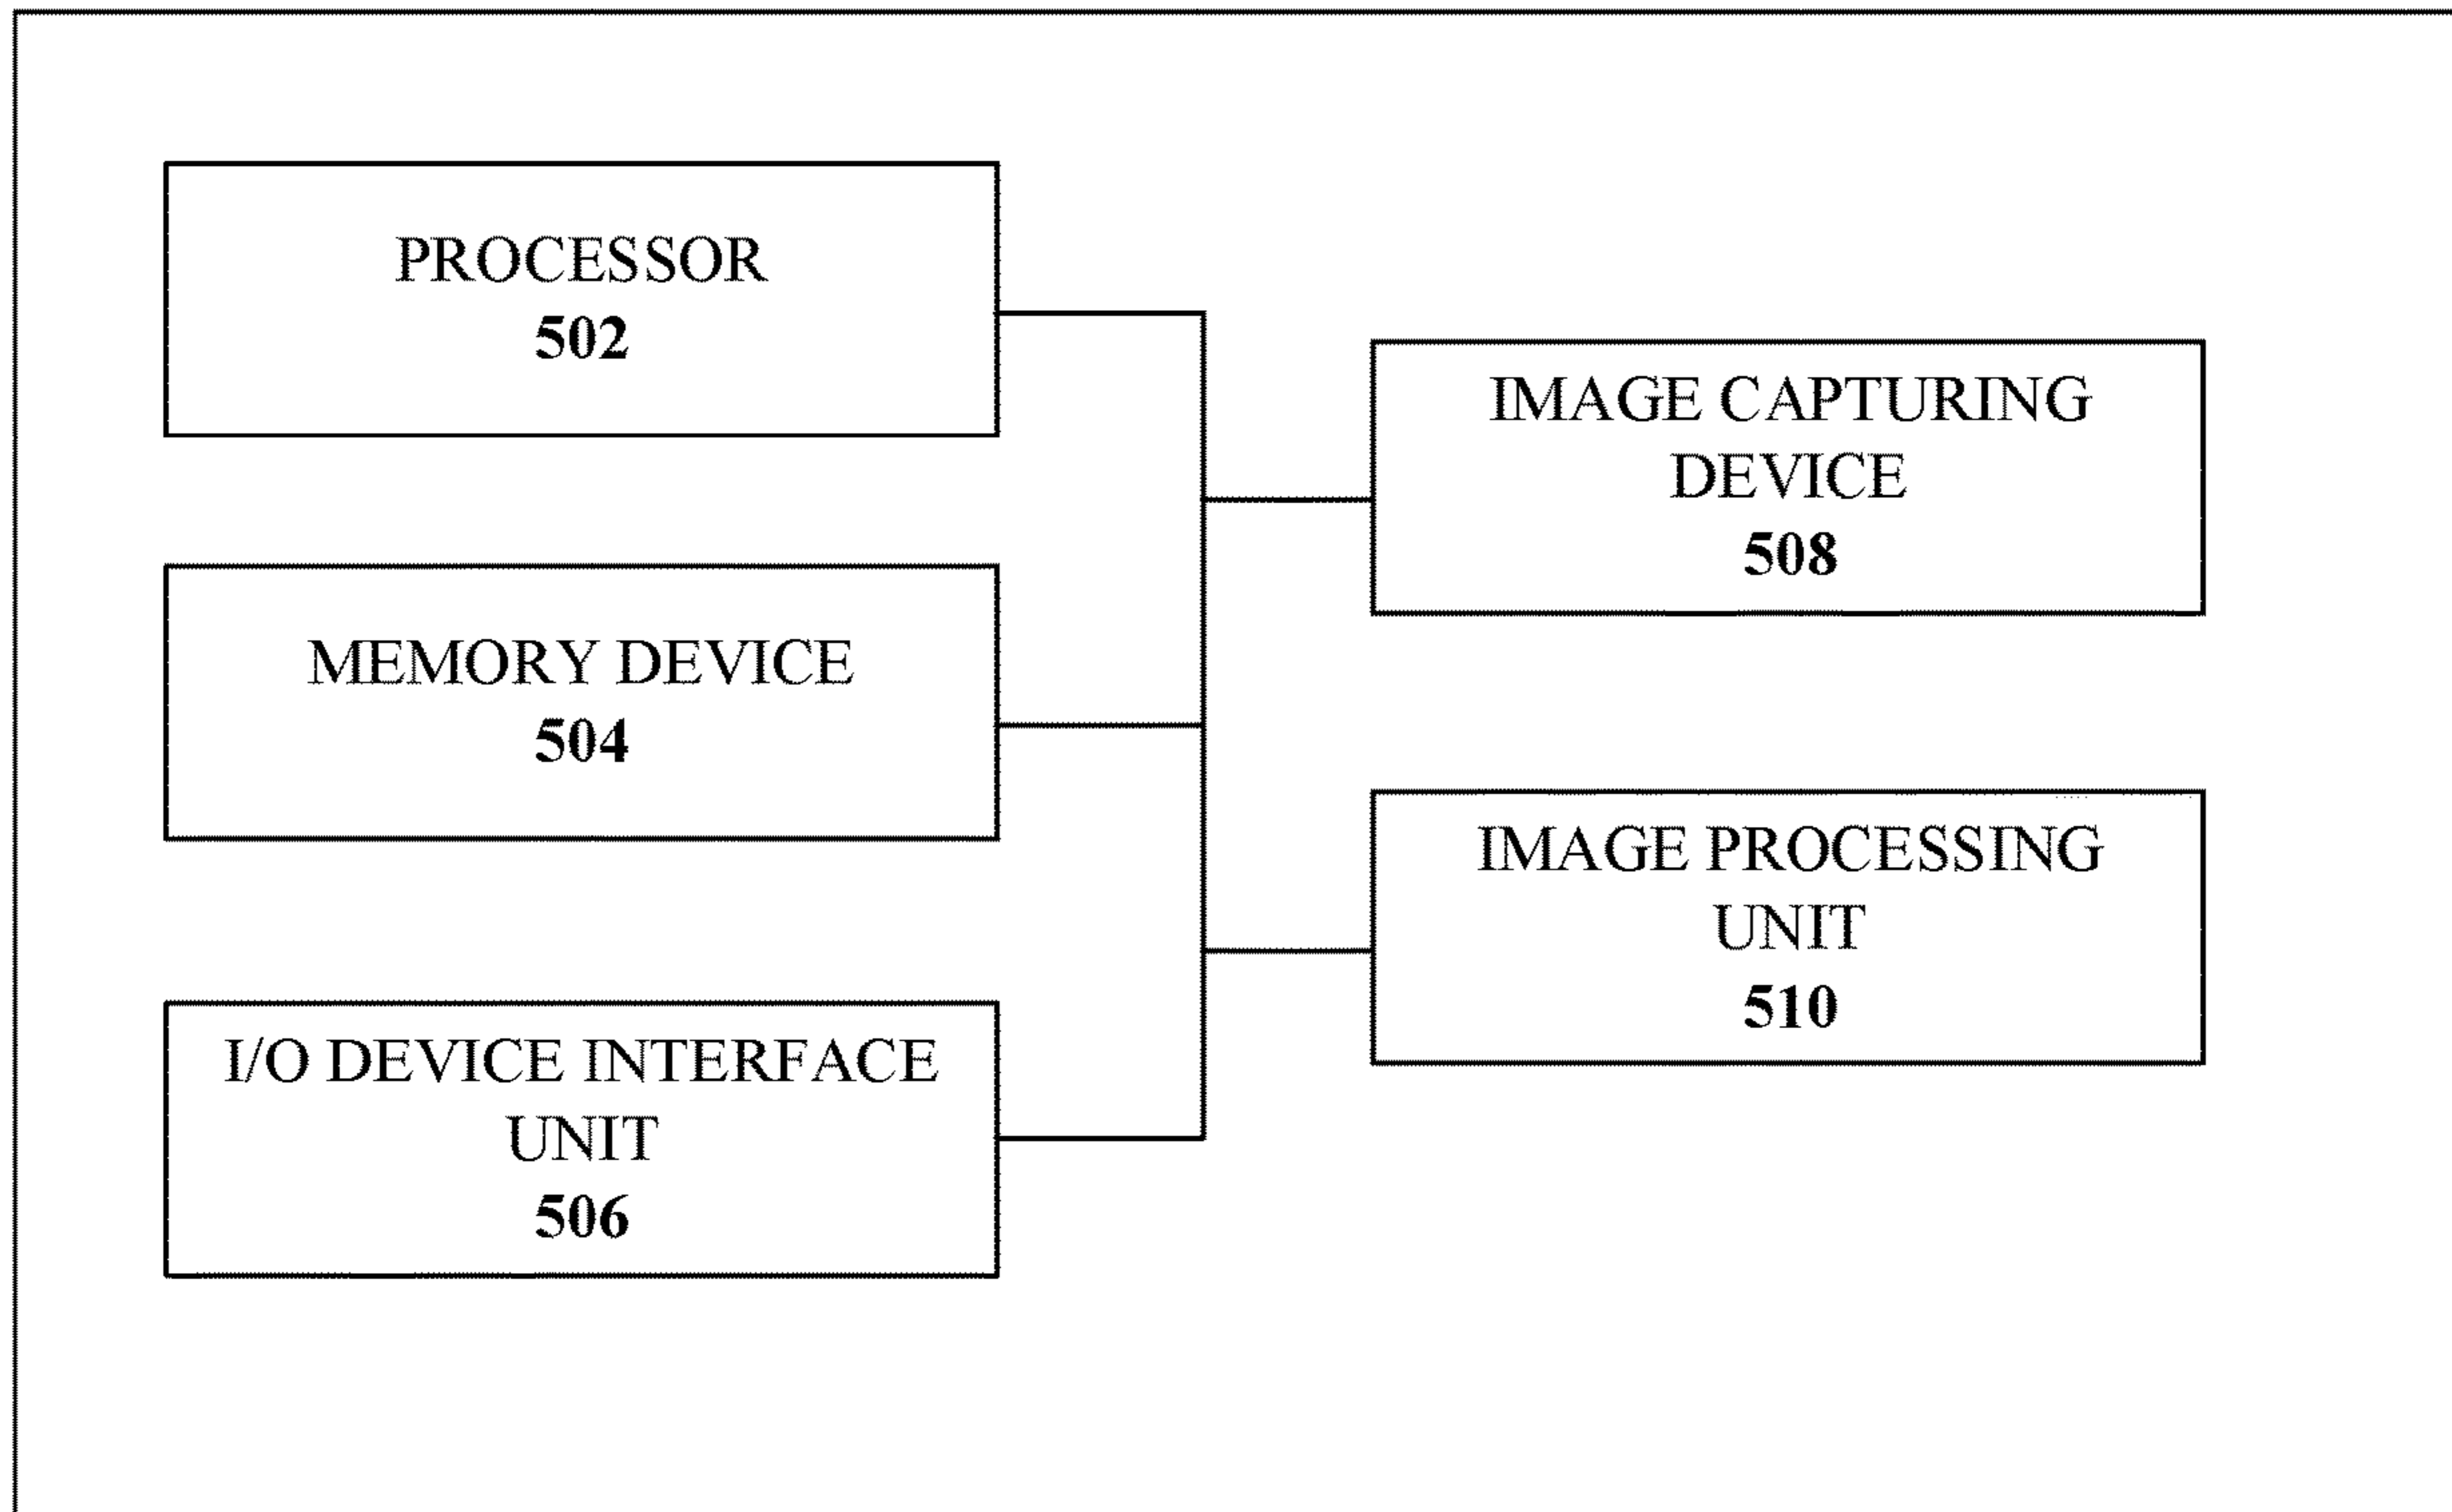 PROCESSOR
502
MEMORY DEVICE
504
I/O DEVICE INTERFACE
UNIT
506
IMAGE CAPTURING
DEVICE
508
IMAGE PROCESSING
UNIT
510